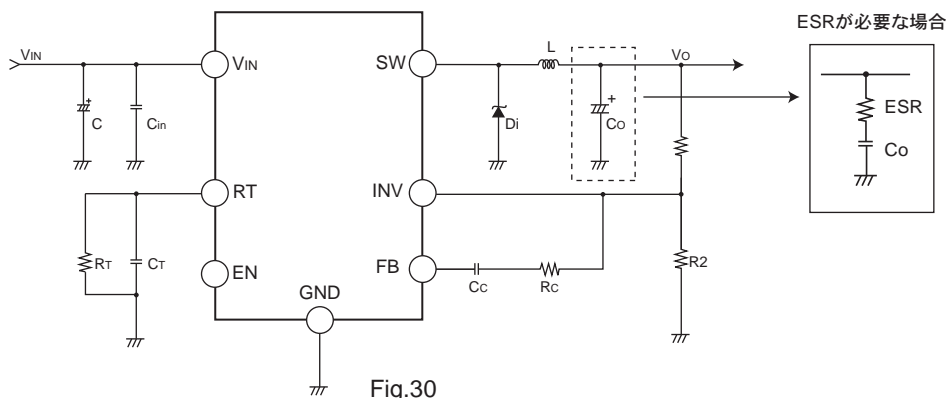 ESRが必要な場合
VIN
VIN
SW
L
VO
C
Cin
Di
+
CO
ESR
Co
RT
INV
RT
CT
EN
FB
CC
RC
R2
GND
Fig.30